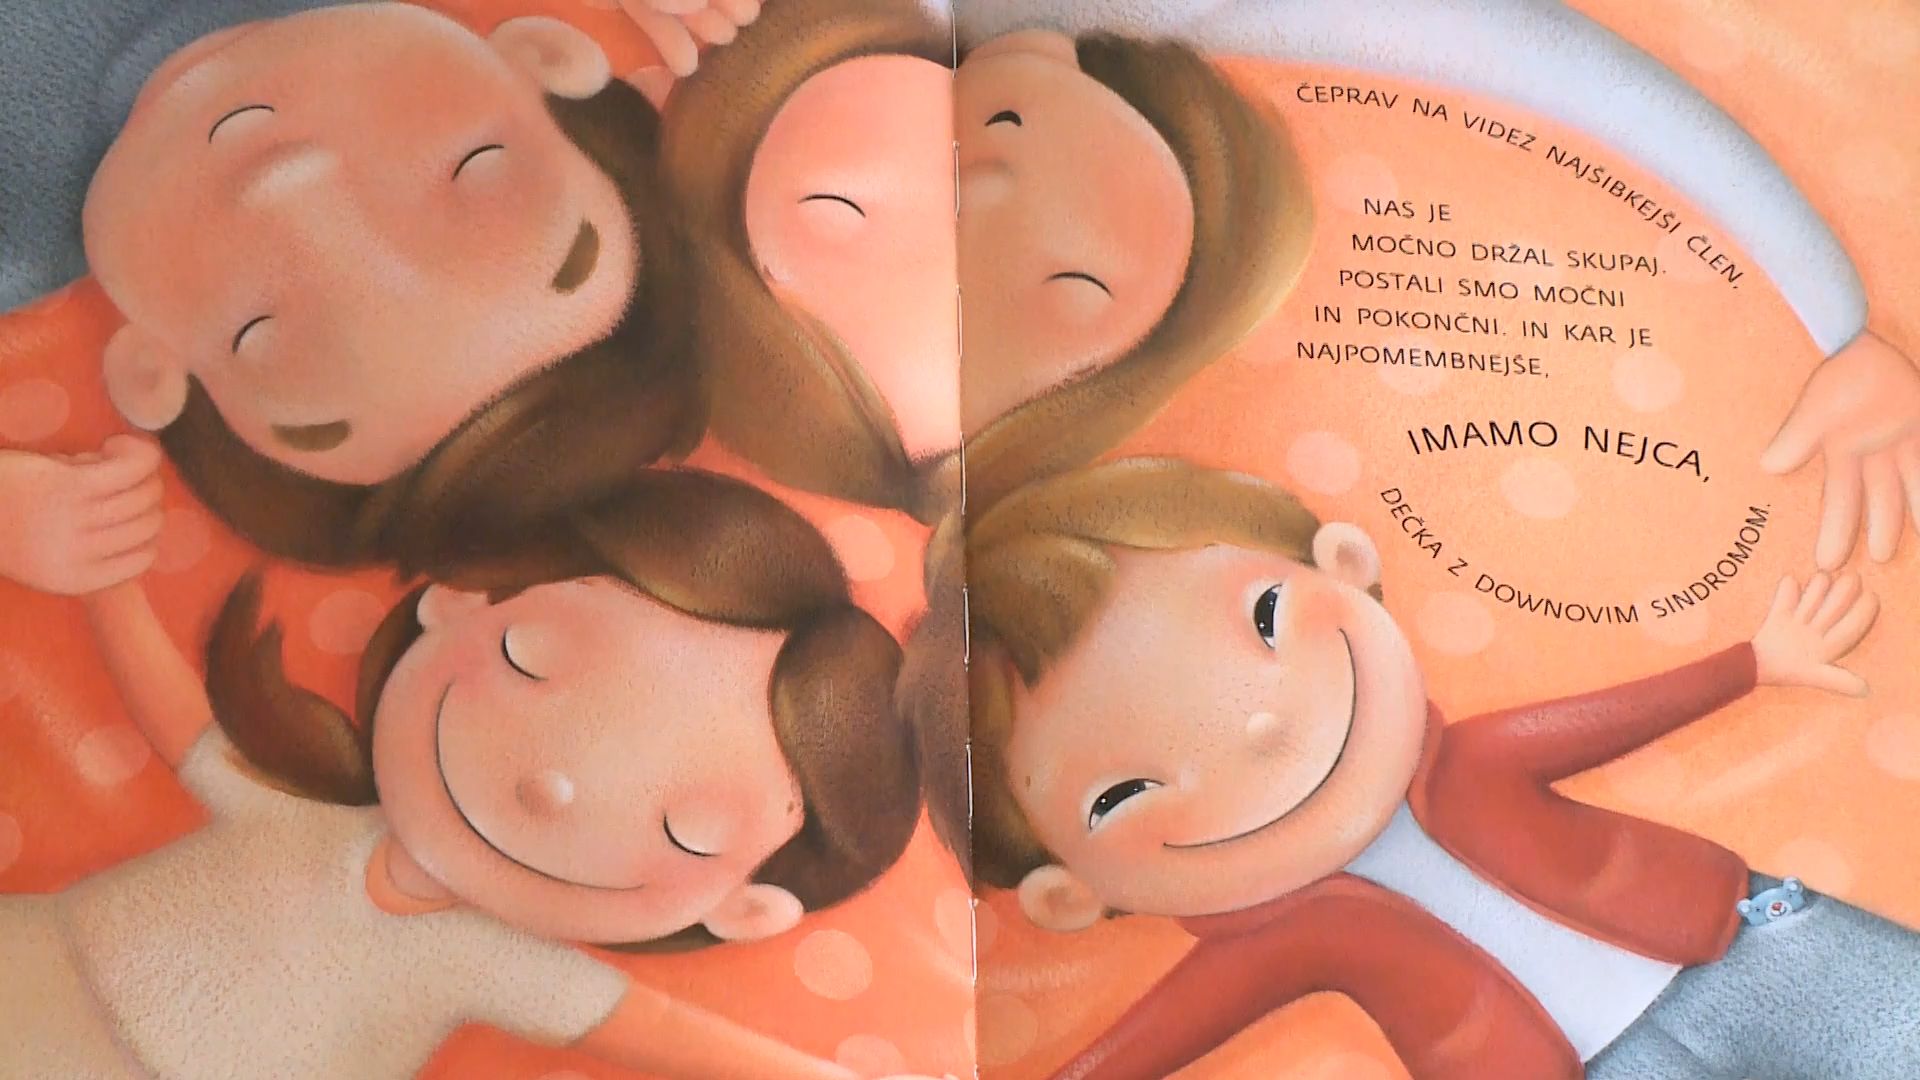 ČEPRAV NA VIDEZ NAJŠIBKEJŠI ČLEN,
NAS JE
MOČNO DRŽAL SKUPAJ.
POSTALI SMO MOČNI
IN POKONČNI. IN KAR JE
NAJPOMEMBNEJŠE,
IMAMO NEJCA,
DEČKA Z DOWNOVIM SINDROMOM.